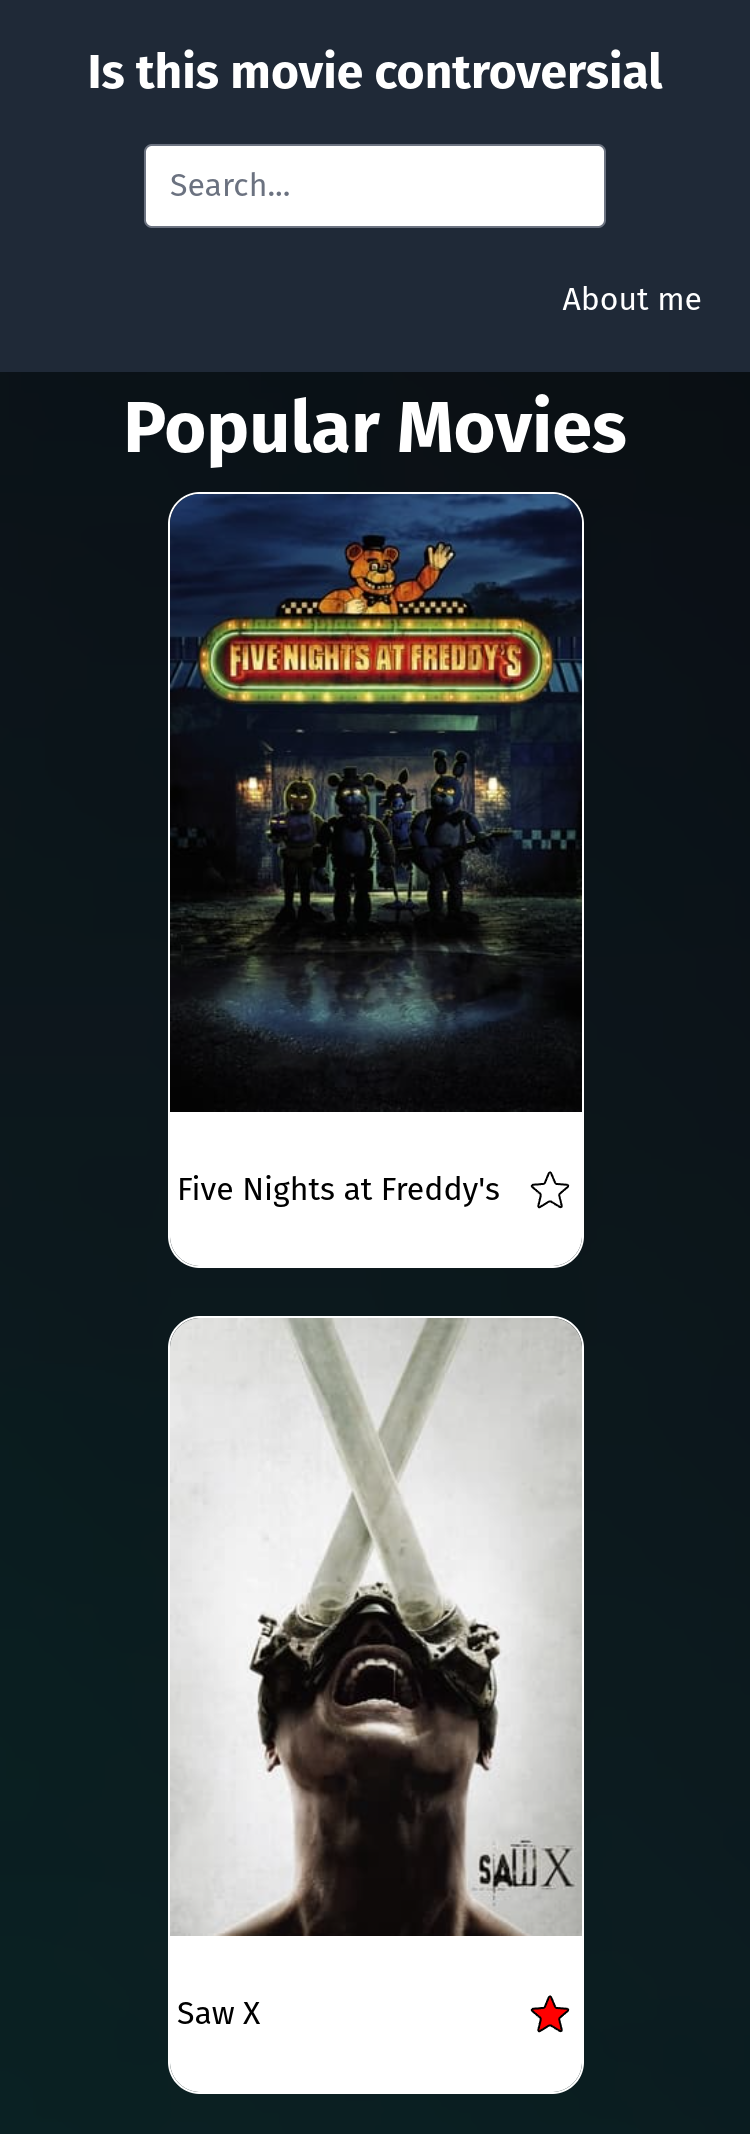 Is this movie controversial
Search...
About me
Popular Movies
FIVE NIGHTS AT FREDDY'S
Five Nights at Freddy's
SAW X
Saw X